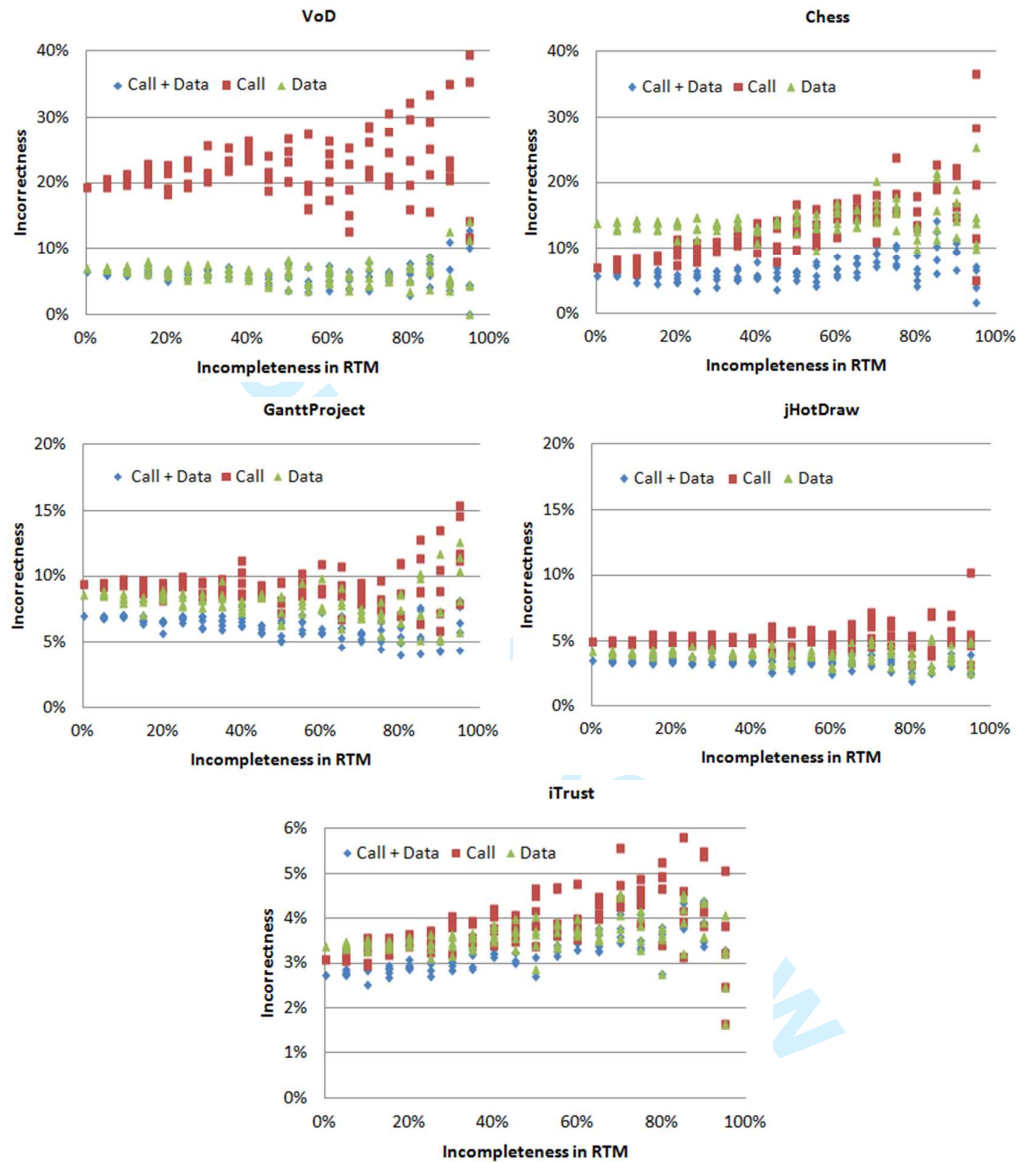 VoD
40%
Call + Data Call Data
30%
20%
10%
0%
0% 20% 40% 60% 80% 100%
Incorrectness
Incompleteness in RTM
Chess
40%
Call + Data Call Data
30%
20%
10%
0%
0% 20% 40% 60% 80% 100%
Incorrectness
Incompleteness in RTM
GanttProject
20%
Call + Data Call Data
15%
10%
5%
0%
0% 20% 40% 60% 80% 100%
Incorrectness
Incompleteness in RTM
jHotDraw
20%
Call + Data Call Data
15%
10%
5%
0%
0% 20% 40% 60% 80% 100%
Incorrectness
Incompleteness in RTM
iTrust
6%
Call + Data Call Data
5%
4%
3%
2%
1%
0%
0% 20% 40% 60% 80% 100%
Incorrectness
Incompleteness in RTM